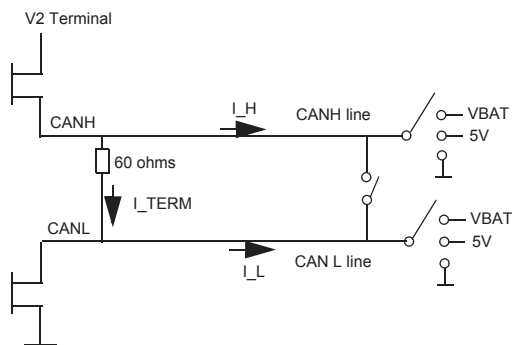 V2 Terminal
I_H
CANH
CANH line
VBAT
5V
60 ohms
I_TERM
CANL
VBAT
5V
I_L
CAN L line